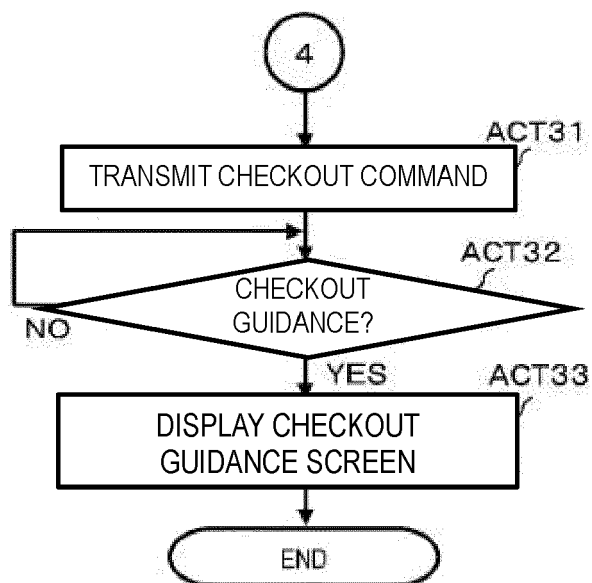 4
ACT31
TRANSMIT CHECKOUT COMMAND
ACT32
CHECKOUT
GUIDANCE?
NO
YES
ACT33
DISPLAY CHECKOUT
GUIDANCE SCREEN
END